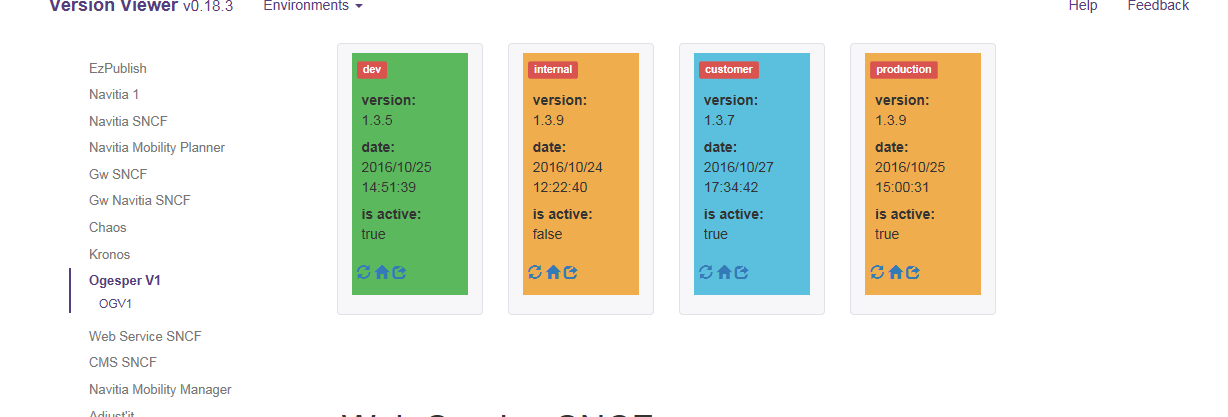 Version Viewer v0.18.3 Environments Help Feedback
EzPublish
Navitia 1
Navitia SNCF
Navitia Mobility Planner
Gw SNCF
Gw Navitia SNCF
Chaos
Kronos
Ogesper V1
OGV1
Web Service SNCF
CMS SNCF
Navitia Mobility Manager
Adjust'it
dev
version:
1.3.5
date:
2016/10/25
14:51:39
is active:
true
internal
version:
1.3.9
date:
2016/10/24
12:22:40
is active:
false
customer
version:
1.3.7
date:
2016/10/27
17:34:42
is active:
true
production
version:
1.3.9
date:
2016/10/25
15:00:31
is active:
true
Web Service SNCF